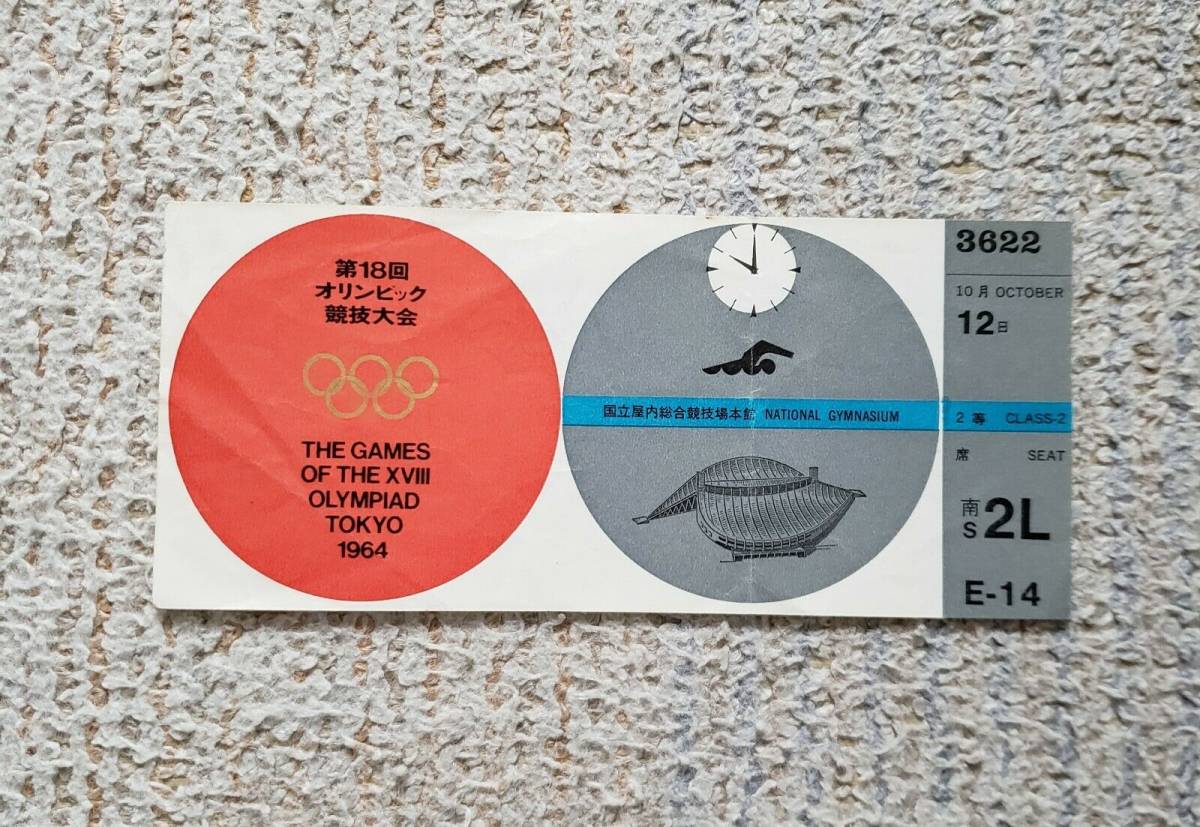 第18回
オリンピック
競技大会
THE GAMES
OF THE XVIII
OLYMPIAD
TOKYO
1964
国立屋内総合競技場本館 NATIONAL GYMNASIUM
3622
10月 OCTOBER
12日
2等 CLASS-2
席 SEAT
南 S 2L
E-14